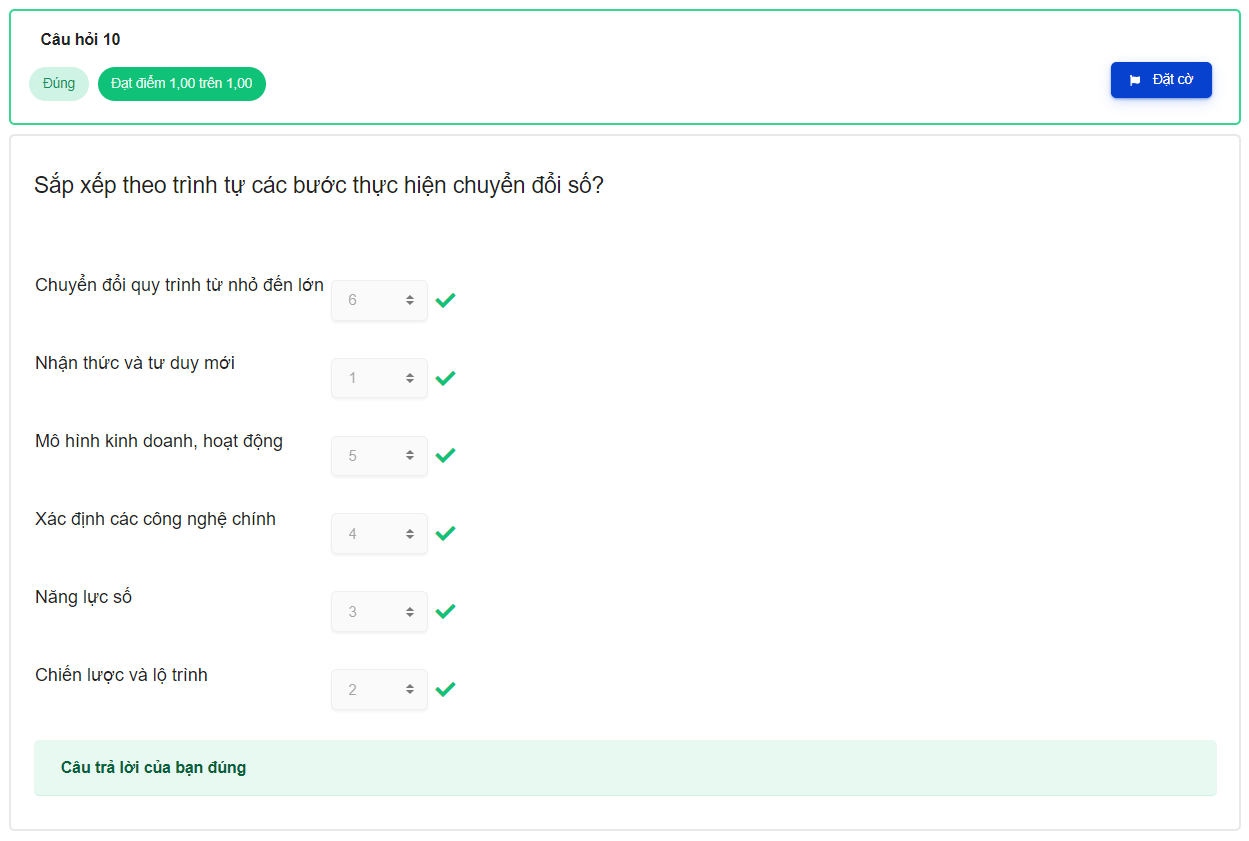 Câu hỏi 10
Đúng
Đạt điểm 1,00 trên 1,00
Đặt cờ
Sắp xếp theo trình tự các bước thực hiện chuyển đổi số?
Chuyển đổi quy trình từ nhỏ đến lớn 6
Nhận thức và tư duy mới 1
Mô hình kinh doanh, hoạt động 5
Xác định các công nghệ chính 4
Năng lực số 3
Chiến lược và lộ trình 2
Câu trả lời của bạn đúng